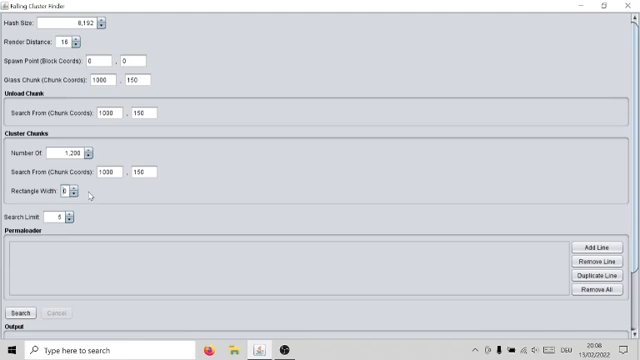 Falling Cluster Finder
Hash Size: 8,192
Render Distance: 16
Spawn Point (Block Coords): 0 , 0
Glass Chunk (Chunk Coords): 1000 , 150
Unload Chunk
Search From (Chunk Coords): 1000 , 150
Cluster Chunks
Number Of: 1,200
Search From (Chunk Coords): 1000 , 150
Rectangle Width: 0
Search Limit: 5
Permaloader
Add Line
Remove Line
Duplicate Line
Remove All
Search Cancel
Output
Type here to search
DEU
20:08
13/02/2022